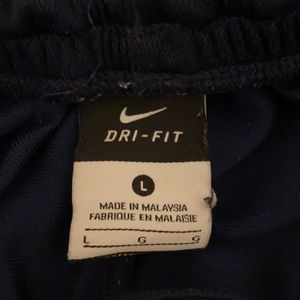 DRI-FIT
L
MADE IN MALAYSIA
FABRIQUE EN MALAISIE
L G G